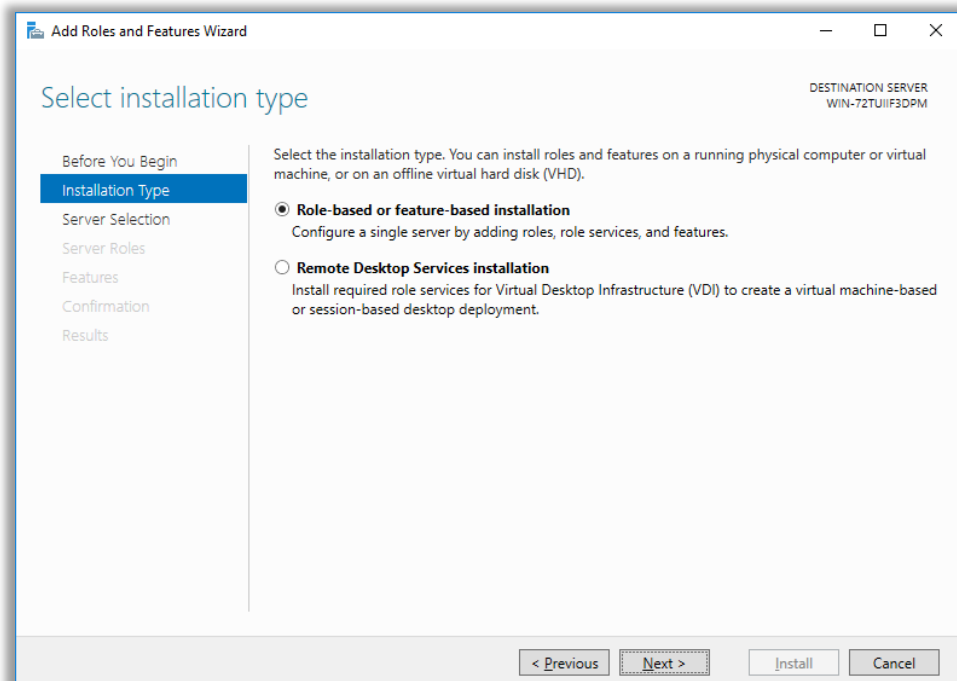 Add Roles and Features Wizard
Select installation type
DESTINATION SERVER
WIN-72TUIIF3DPM
Before You Begin
Installation Type
Server Selection
Server Roles
Features
Confirmation
Results
Select the installation type. You can install roles and features on a running physical computer or virtual
machine, or on an offline virtual hard disk (VHD).
Role-based or feature-based installation
Configure a single server by adding roles, role services, and features.
Remote Desktop Services installation
Install required role services for Virtual Desktop Infrastructure (VDI) to create a virtual machine-based
or session-based desktop deployment.
< Previous
Next >
Install
Cancel